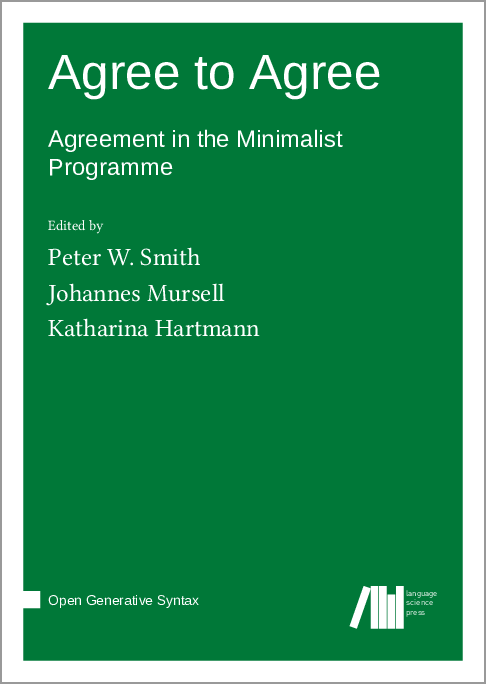 Agree to Agree
Agreement in the Minimalist
Programme
Edited by
Peter W. Smith
Johannes Mursell
Katharina Hartmann
Open Generative Syntax
language
science
press